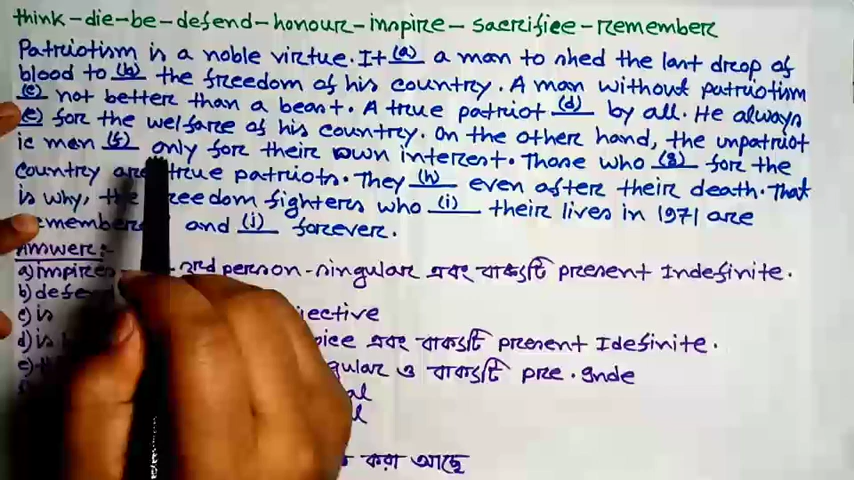 think-die-be-defend-honour-inspire-sacrifice-remember
Patriotism is a noble virtue. It (a) a man to shed the last drop of
blood to (b) the freedom of his country. A man without patriotism
(c) not better than a beast. A true patriot (d) by all. He always
(e) for the welfare of his country. On the other hand, the unpatriot
ic men (f) only for their own interest. Those who (g) for the
country are true patriots. They (h) even after their death. That
is why, the freedom fighters who (i) their lives in 1971 are
and (j) forever.
Answer:-
a) inspires 3rd person-singular এবং বাক্যটি present Indefinite.
b) defend
c) is
d) is এবং বাক্যটি present Idefinite.
e) ও বাক্যটি pre. Inde
করা আছে